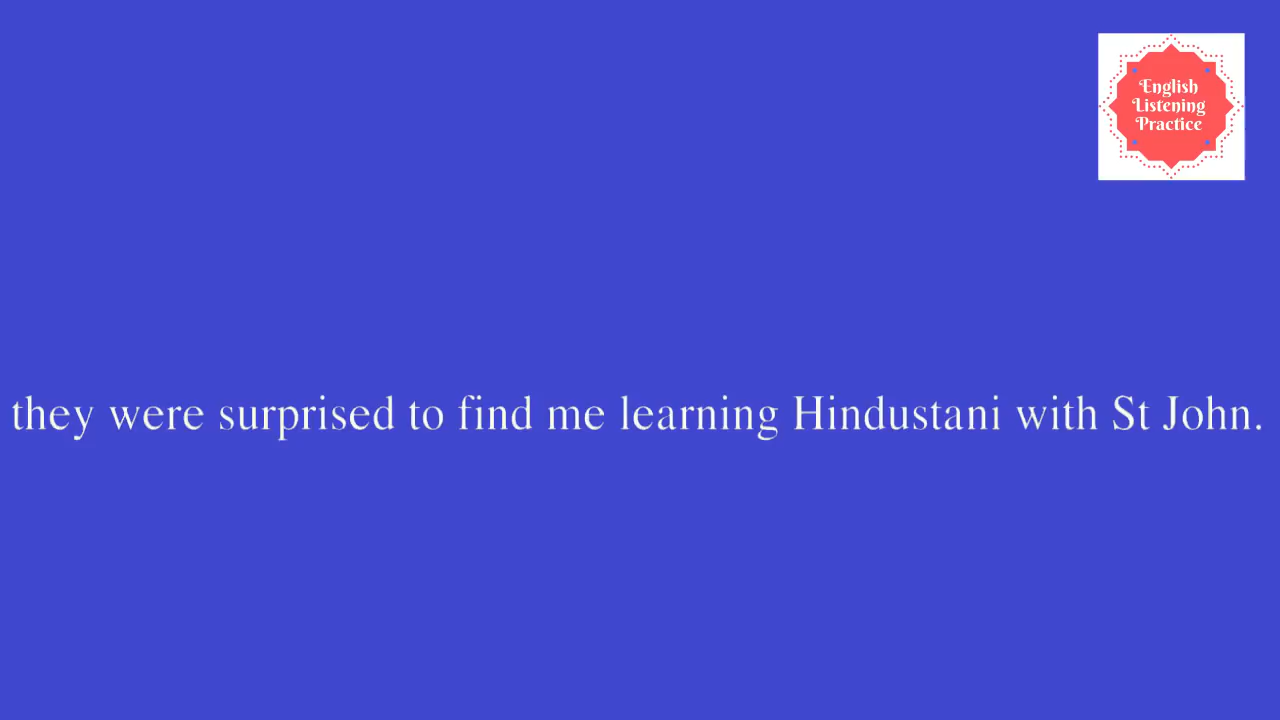 English
Listening
Practice
they were surprised to find me learning Hindustani with St John.